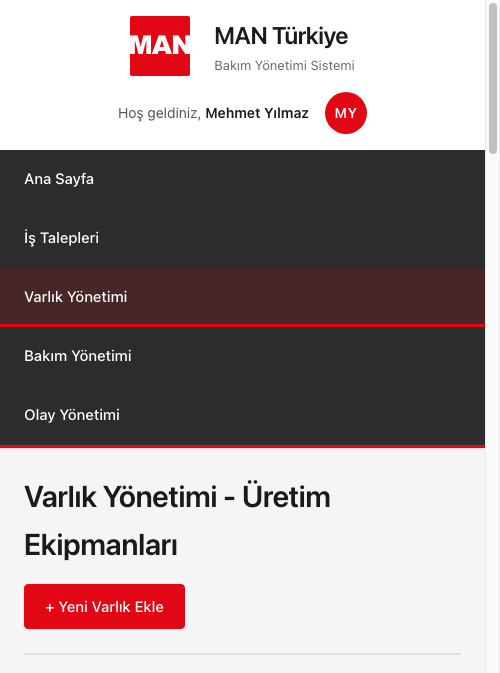 MAN
MAN Türkiye
Bakım Yönetimi Sistemi
Hoş geldiniz, Mehmet Yılmaz
MY
Ana Sayfa
İş Talepleri
Varlık Yönetimi
Bakım Yönetimi
Olay Yönetimi
Varlık Yönetimi - Üretim
Ekipmanları
+ Yeni Varlık Ekle